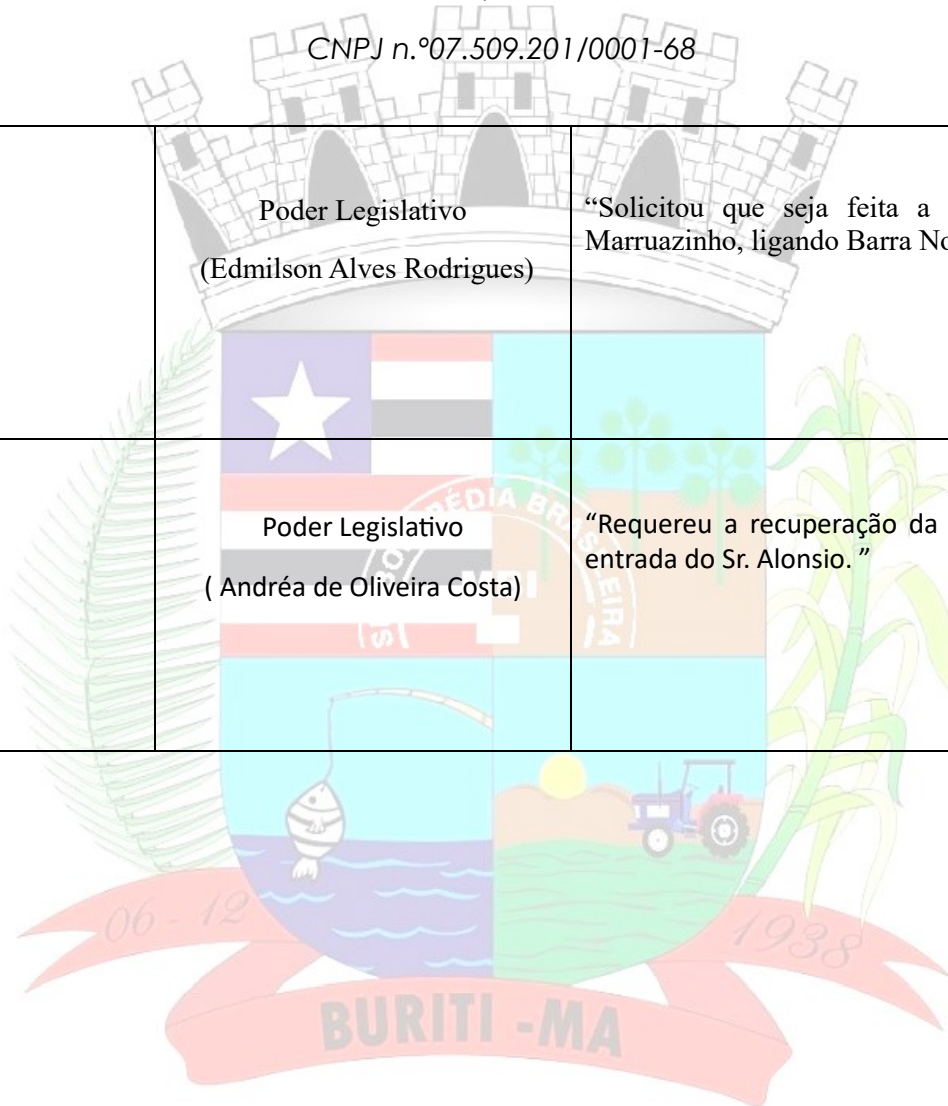 CNPJ n.º07.509.201/0001-68
Poder Legislativo
(Edmilson Alves Rodrigues)
“Solicitou que seja feita a
Marruazinho, ligando Barra No
Poder Legislativo
( Andréa de Oliveira Costa)
“Requereu a recuperação da
entrada do Sr. Alonsio. ”
06 - 12
1938
BURITI -MA